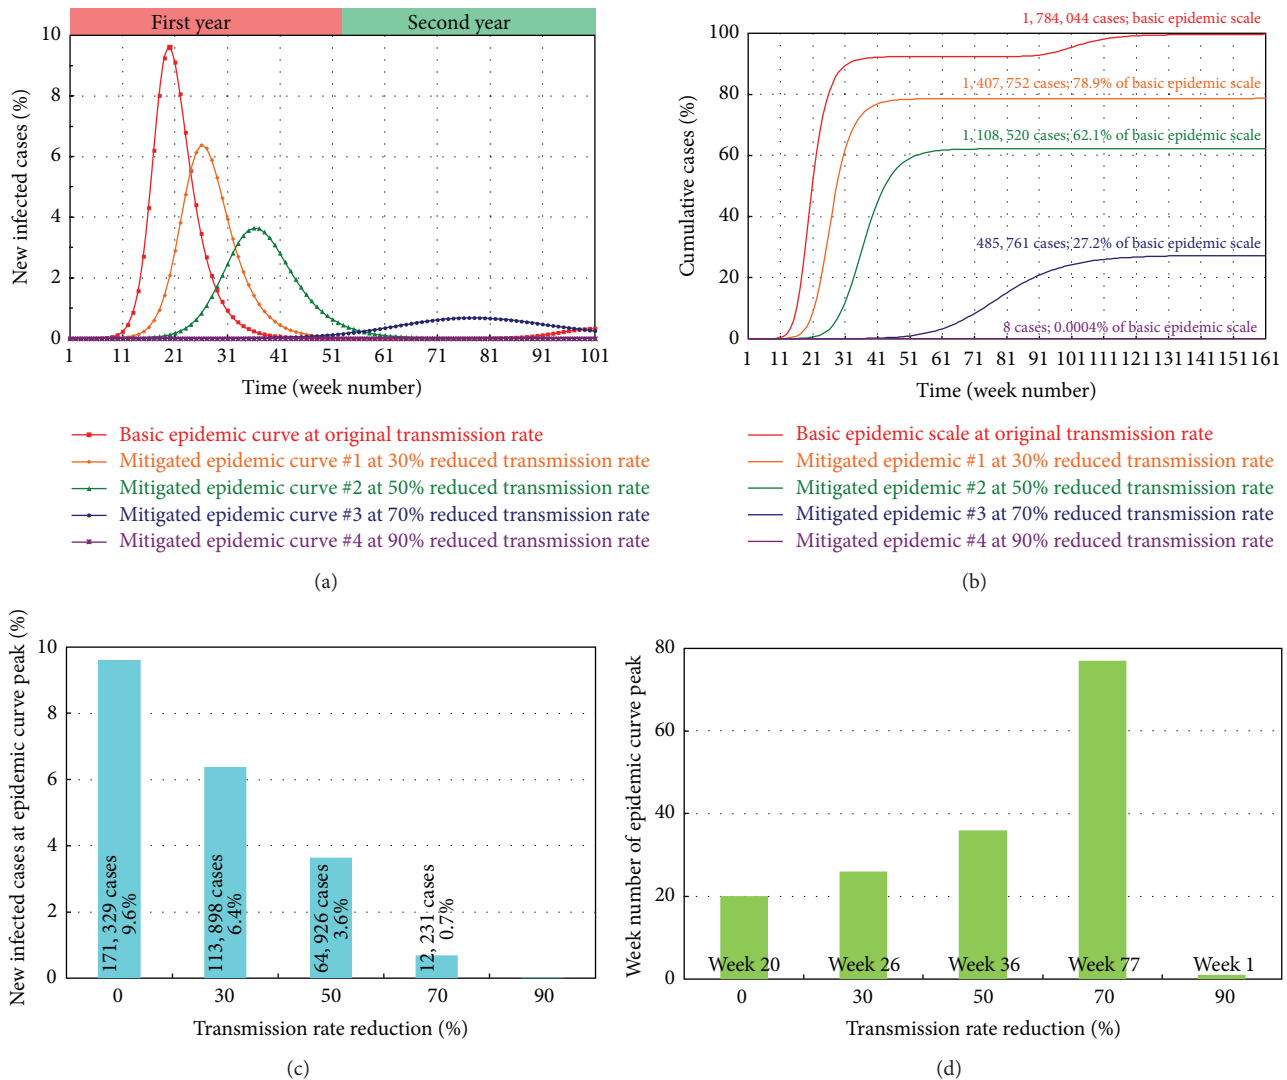 First year
Second year
New infected cases (%)
10
8
6
4
2
0
1
11
21
31
41
51
61
71
81
91
101
Time (week number)
Basic epidemic curve at original transmission rate
Mitigated epidemic curve #1 at 30% reduced transmission rate
Mitigated epidemic curve #2 at 50% reduced transmission rate
Mitigated epidemic curve #3 at 70% reduced transmission rate
Mitigated epidemic curve #4 at 90% reduced transmission rate
(a)
Cumulative cases (%)
100
80
60
40
20
0
1,784,044 cases; basic epidemic scale
1,407,752 cases; 78.9% of basic epidemic scale
1,108,520 cases; 62.1% of basic epidemic scale
485,761 cases; 27.2% of basic epidemic scale
8 cases; 0.0004% of basic epidemic scale
1
11
21
31
41
51
61
71
81
91
101
111
121
131
141
151
161
Time (week number)
Basic epidemic scale at original transmission rate
Mitigated epidemic #1 at 30% reduced transmission rate
Mitigated epidemic #2 at 50% reduced transmission rate
Mitigated epidemic #3 at 70% reduced transmission rate
Mitigated epidemic #4 at 90% reduced transmission rate
(b)
New infected cases at epidemic curve peak (%)
10
8
6
4
2
0
171,329 cases
9.6%
113,898 cases
6.4%
64,926 cases
3.6%
12,231 cases
0.7%
0
30
50
70
90
Transmission rate reduction (%)
(c)
Week number of epidemic curve peak
80
60
40
20
0
Week 20
Week 26
Week 36
Week 77
Week 1
0
30
50
70
90
Transmission rate reduction (%)
(d)